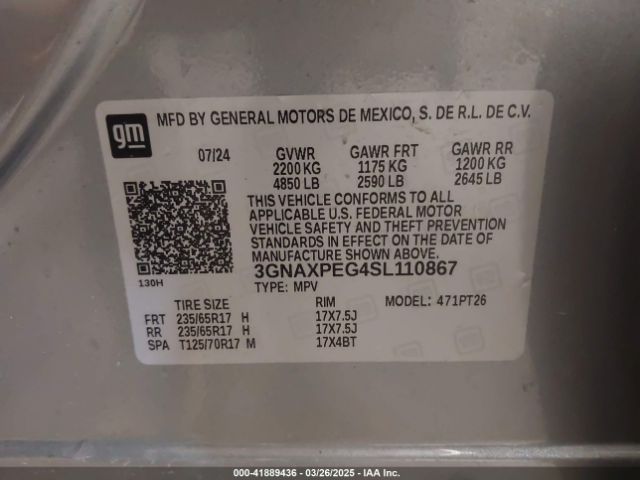 gm
MFD BY GENERAL MOTORS DE MEXICO, S. DE R.L. DE C.V.
07/24 GVWR GAWR FRT GAWR RR
2200 KG 1175 KG 1200 KG
4850 LB 2590 LB 2645 LB
THIS VEHICLE CONFORMS TO ALL
APPLICABLE U.S. FEDERAL MOTOR
VEHICLE SAFETY AND THEFT PREVENTION
STANDARDS IN EFFECT ON THE DATE OF
MANUFACTURE SHOWN ABOVE.
3GNAXPEG4SL110867
130H
TYPE: MPV MODEL: 471PT26
TIRE SIZE RIM
FRT 235/65R17 H 17X7.5J
RR 235/65R17 H 17X7.5J
SPA T125/70R17 M 17X4BT
000-41889436 - 03/26/2025 - IAA Inc.